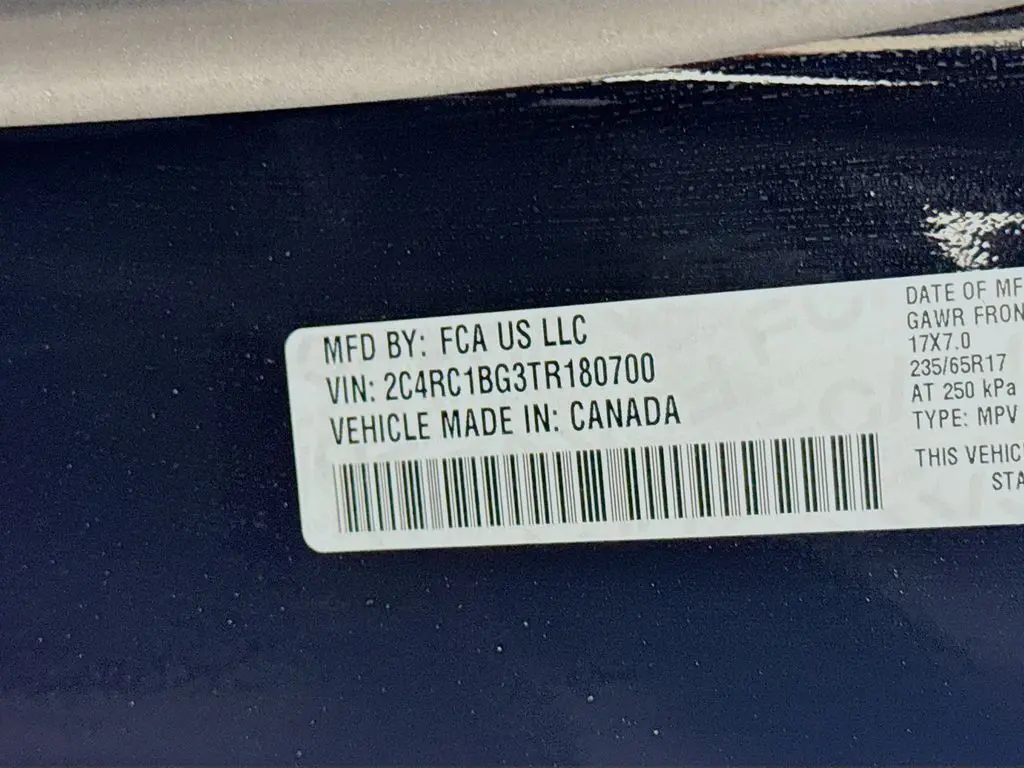 MFD BY: FCA US LLC
VIN: 2C4RC1BG3TR180700
VEHICLE MADE IN: CANADA
DATE OF MF
GAWR FRON
17X7.0
235/65R17
AT 250 kPa
TYPE: MPV
THIS VEHIC
STA